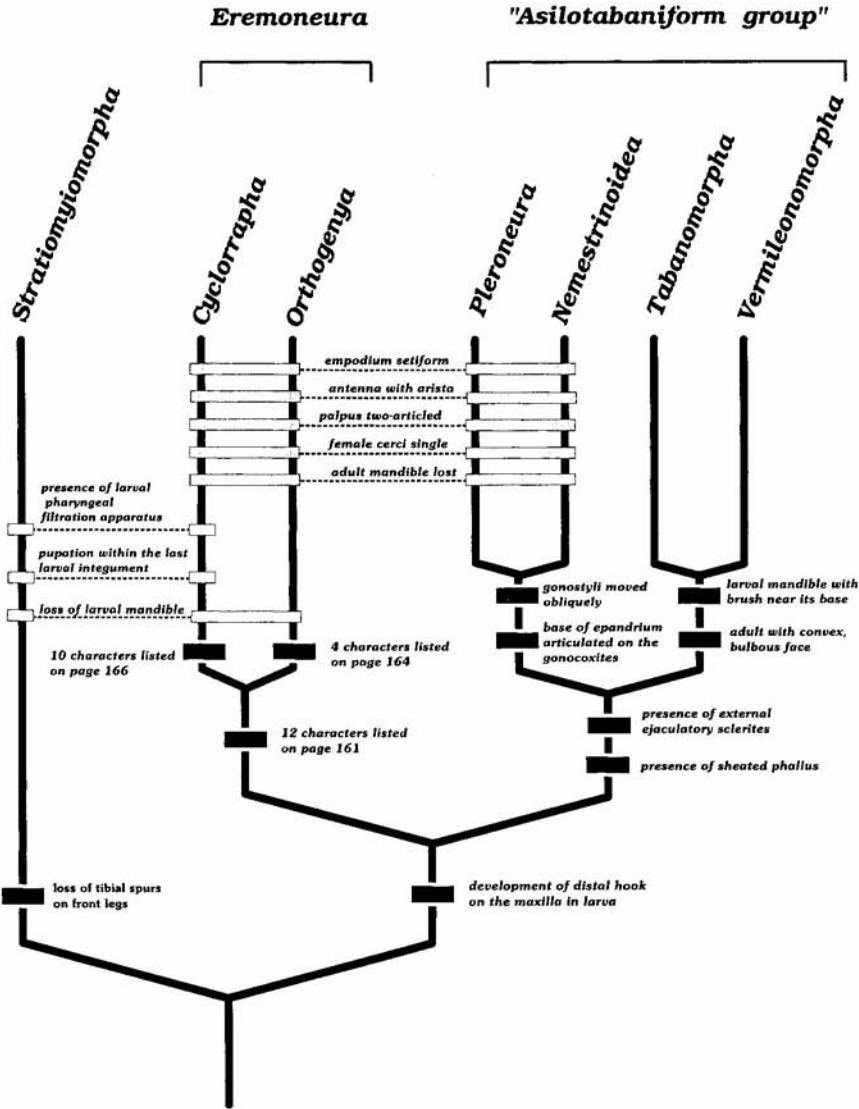 Eremoneura
"Asilotabaniform group"
Stratiomyiomorpha
Cyclorrapha
Orthogenya
Pleroneura
Nemestrinoidea
Tabanomorpha
Vermileonomorpha
empodium setiform
antenna with arista
palpus two-articled
female cerci single
adult mandible lost
presence of larval
pharyngeal
filtration apparatus
pupation within the last
larval integument
loss of larval mandible
10 characters listed
on page 166
4 characters listed
on page 164
gonostyli moved
obliquely
base of epandrium
articulated on the
gonocoxites
larval mandible with
brush near its base
adult with convex,
bulbous face
12 characters listed
on page 161
presence of external
ejaculatory sclerites
presence of sheated phallus
loss of tibial spurs
on front legs
development of distal hook
on the maxilla in larva